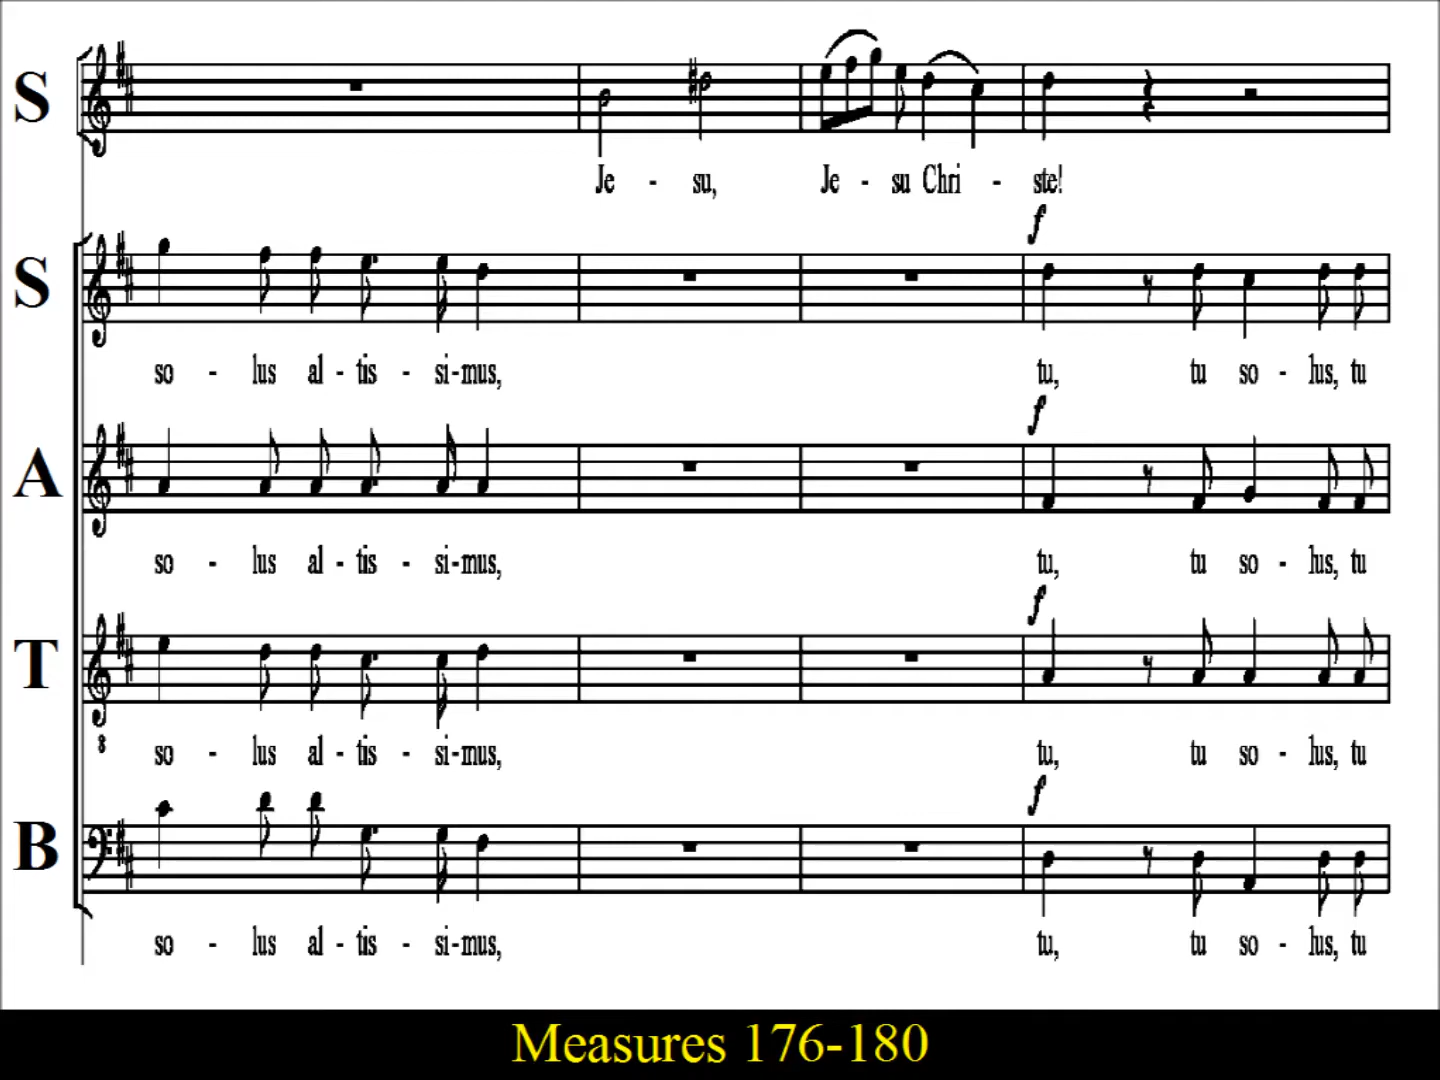 S
Je - su, Je - su Chri - ste!
f
S
so - lus al - tis - si-mus, tu, tu so - lus, tu
f
A
so - lus al - tis - si-mus, tu, tu so - lus, tu
f
T
8
so - lus al - tis - si-mus, tu, tu so - lus, tu
f
B
so - lus al - tis - si-mus, tu, tu so - lus, tu
Measures 176-180